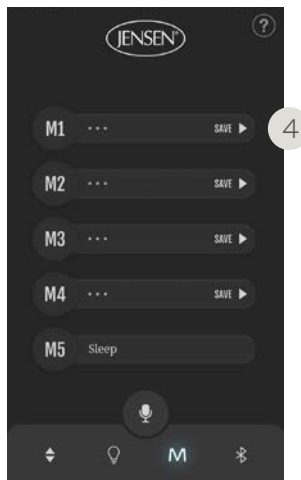 JENSEN®
?
M1 ... SAVE ▶
4
M2 ... SAVE ▶
M3 ... SAVE ▶
M4 ... SAVE ▶
M5 Sleep
M